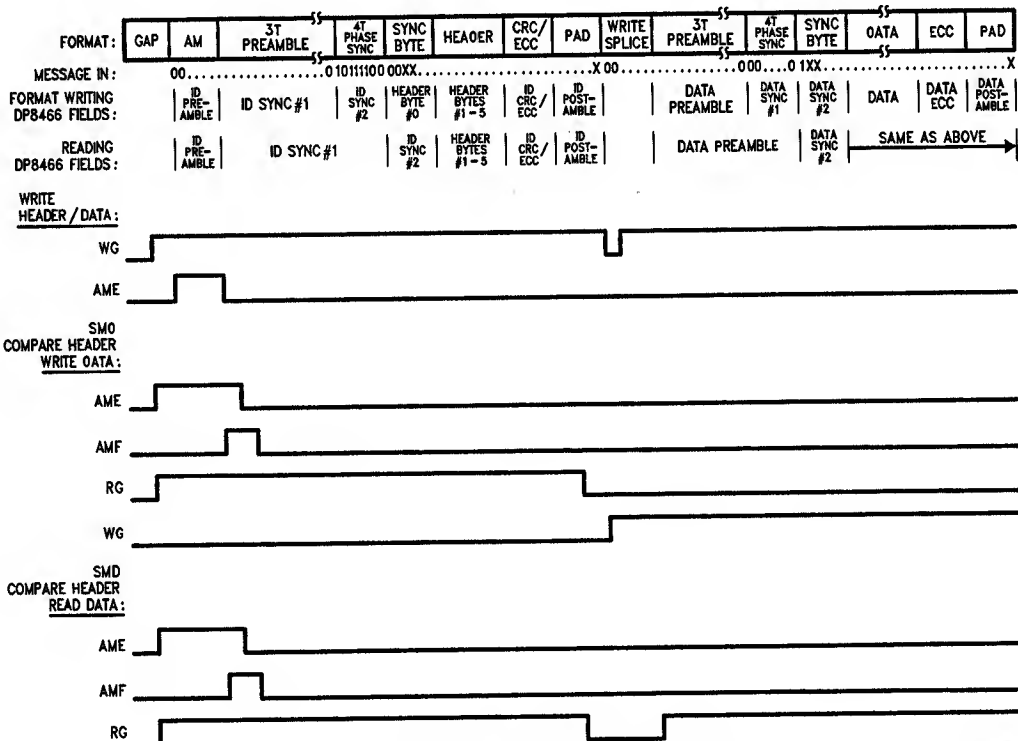 FORMAT: GAP AM 3T PREAMBLE 4T PHASE SYNC SYNC BYTE HEAOER CRC/ECC PAD WRITE SPLICE 3T PREAMBLE 4T PHASE SYNC SYNC BYTE OATA ECC PAD
MESSAGE IN: 00..................0 10111100 00XX........................X 00..................0 00.....0 1XX.............................X
FORMAT WRITING DP8466 FIELDS: ID PRE-AMBLE ID SYNC #1 ID SYNC #2 HEADER BYTE #0 HEADER BYTES #1-5 ID CRC/ECC ID POST-AMBLE DATA PREAMBLE DATA SYNC #1 DATA SYNC #2 DATA DATA ECC DATA POST-AMBLE
READING DP8466 FIELDS: ID PRE-AMBLE ID SYNC #1 ID SYNC #2 HEADER BYTES #1-5 ID CRC/ECC ID POST-AMBLE DATA PREAMBLE DATA SYNC #2 SAME AS ABOVE
WRITE
HEADER/DATA:
WG
AME
SMO
COMPARE HEADER
WRITE OATA:
AME
AMF
RG
WG
SMD
COMPARE HEADER
READ DATA:
AME
AMF
RG